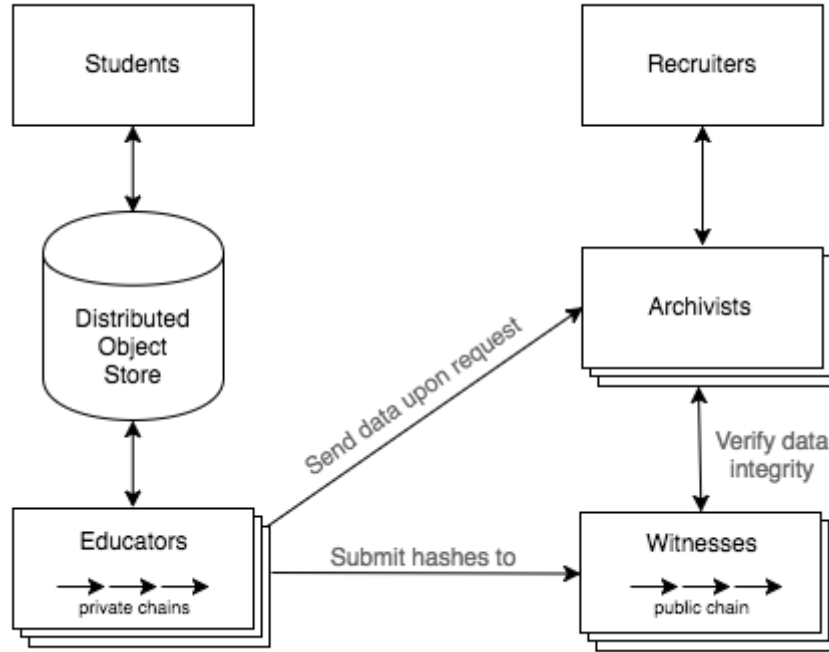 Students
Recruiters
Distributed
Object
Store
Archivists
Send data upon request
Verify data
integrity
Educators
private chains
Submit hashes to
Witnesses
public chain